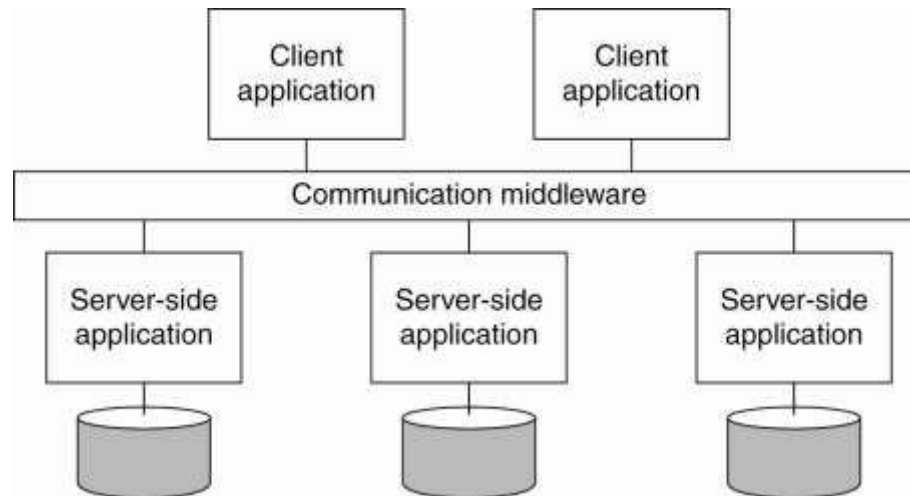 Client
application
Client
application
Communication middleware
Server-side
application
Server-side
application
Server-side
application